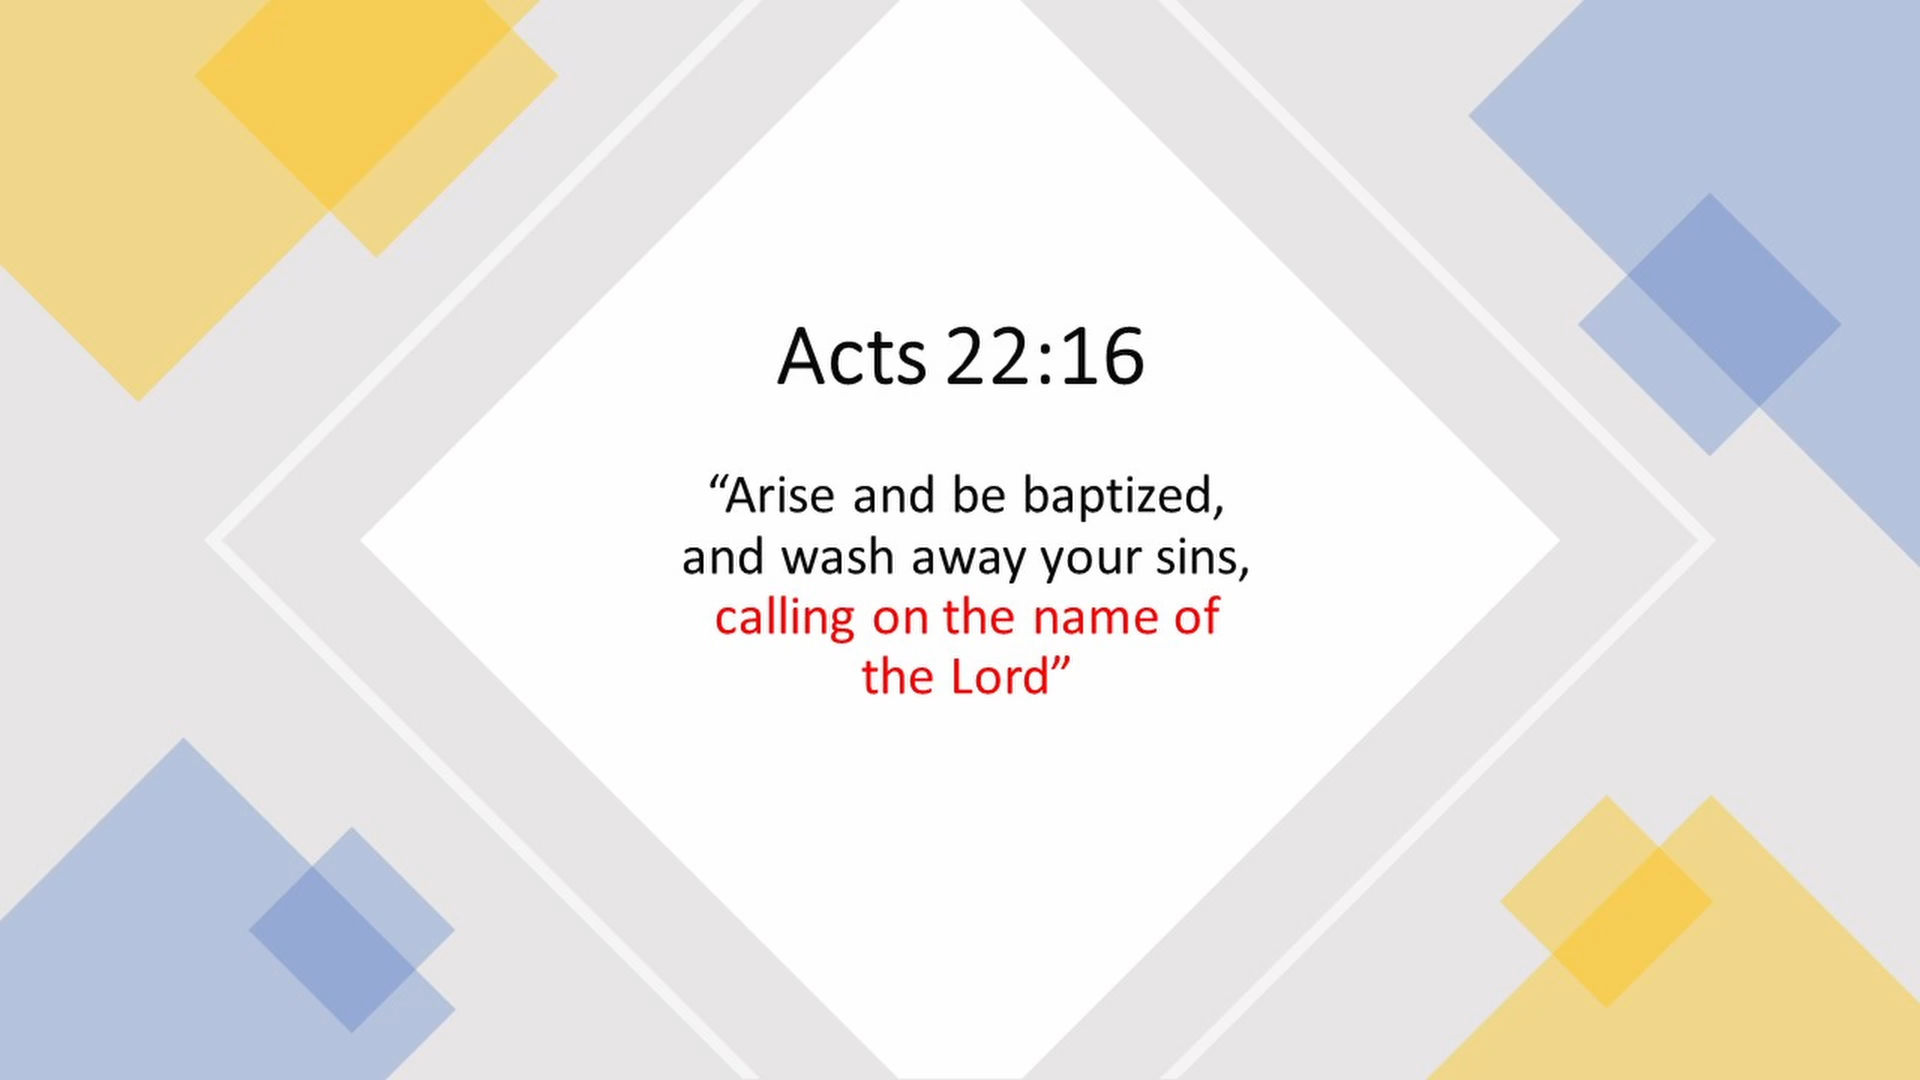 Acts 22:16
“Arise and be baptized,
and wash away your sins,
calling on the name of
the Lord”